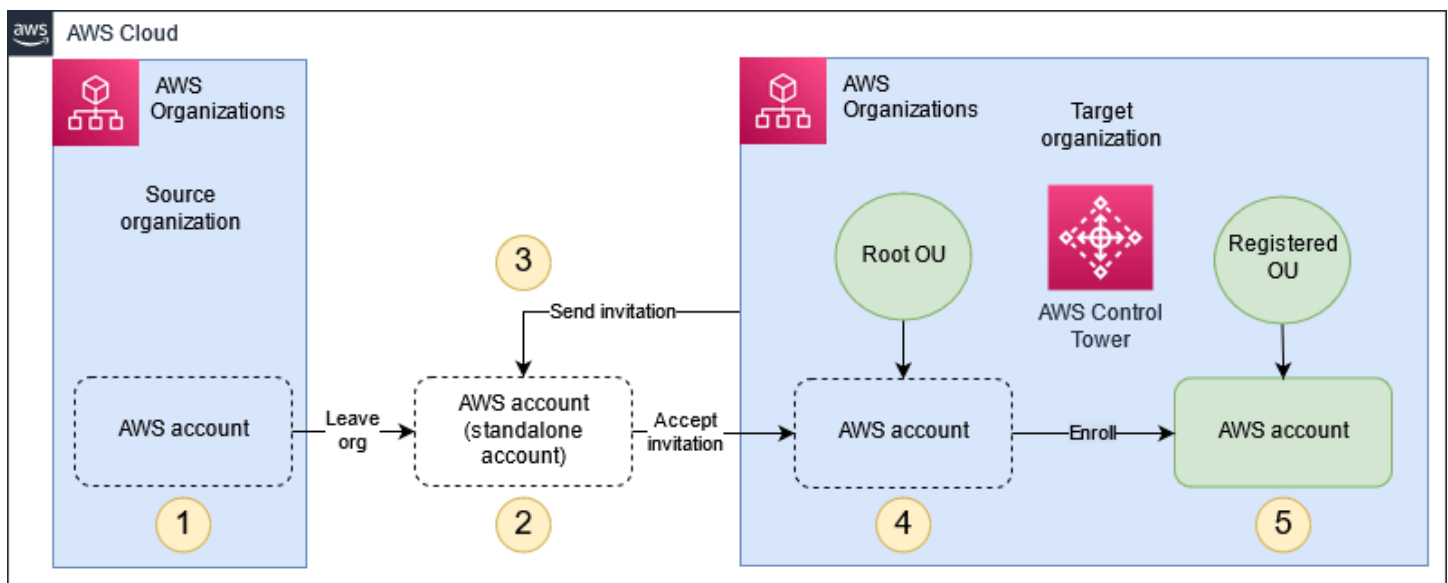 aws
AWS Cloud
AWS
Organizations
Source
organization
AWS
Organizations
Target
organization
Root OU
AWS Control
Tower
Registered
OU
3
Send invitation
AWS account
Leave
org
AWS account
(standalone
account)
Accept
invitation
AWS account
Enroll
AWS account
1
2
4
5